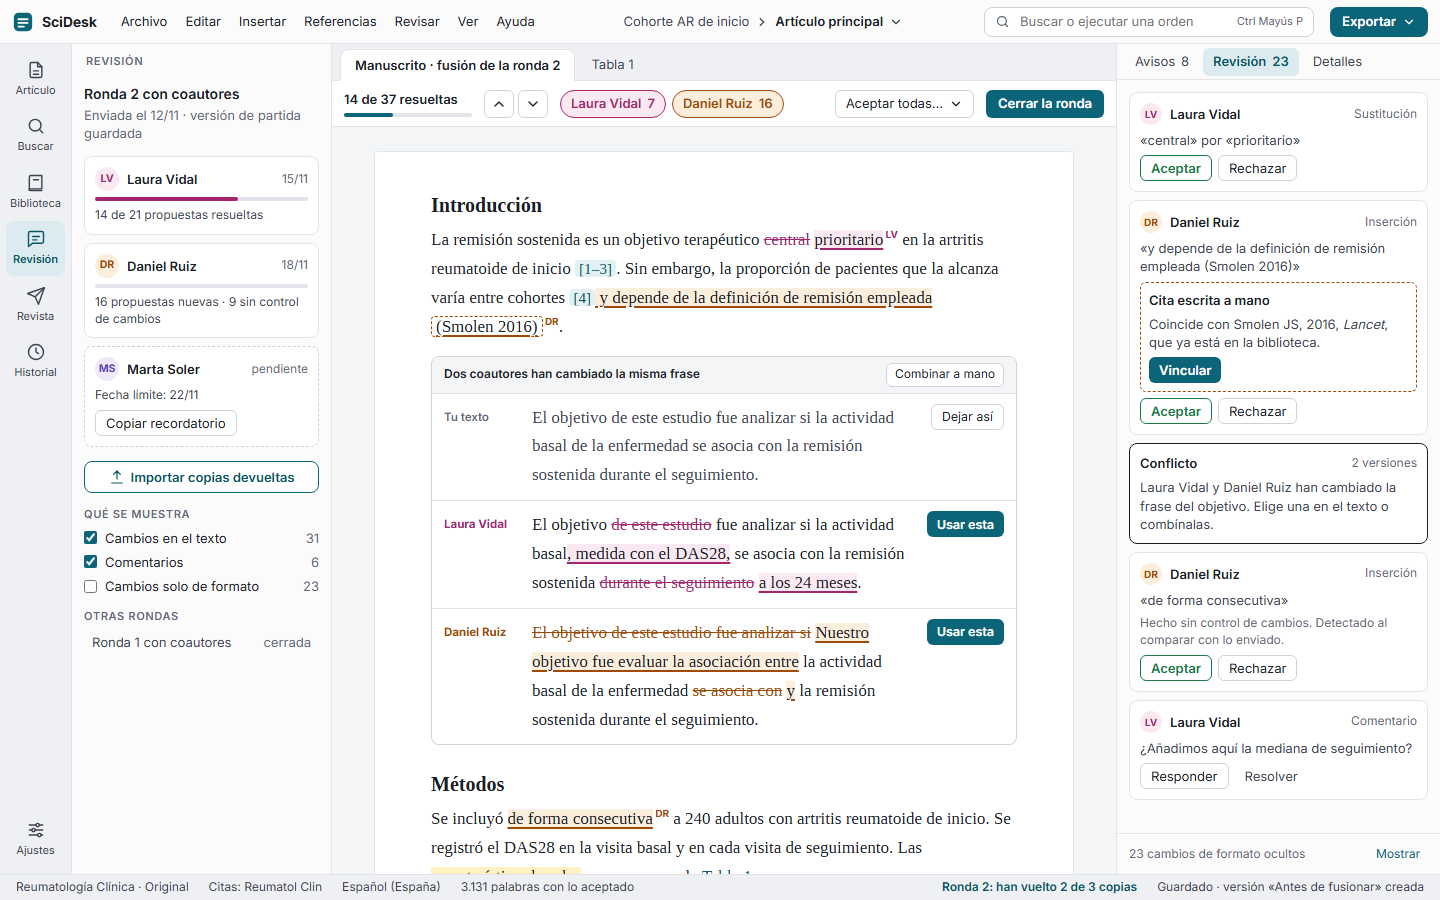 SciDesk Archivo Editar Insertar Referencias Revisar Ver Ayuda Cohorte AR de inicio Artículo principal Buscar o ejecutar una orden Ctrl Mayús P Exportar
Artículo
Buscar
Biblioteca
Revisión
Revista
Historial
Ajustes
REVISIÓN
Ronda 2 con coautores
Enviada el 12/11 · versión de partida
guardada
LV Laura Vidal 15/11
14 de 21 propuestas resueltas
DR Daniel Ruiz 18/11
16 propuestas nuevas · 9 sin control
de cambios
MS Marta Soler pendiente
Fecha límite: 22/11
Copiar recordatorio
Importar copias devueltas
QUÉ SE MUESTRA
Cambios en el texto 31
Comentarios 6
Cambios solo de formato 23
OTRAS RONDAS
Ronda 1 con coautores cerrada
Manuscrito · fusión de la ronda 2 Tabla 1
14 de 37 resueltas Laura Vidal 7 Daniel Ruiz 16 Aceptar todas... Cerrar la ronda
Introducción
La remisión sostenida es un objetivo terapéutico central prioritario LV en la artritis
reumatoide de inicio [1–3] . Sin embargo, la proporción de pacientes que la alcanza
varía entre cohortes [4] y depende de la definición de remisión empleada
(Smolen 2016) DR.
Dos coautores han cambiado la misma frase Combinar a mano
Tu texto El objetivo de este estudio fue analizar si la actividad Dejar así
basal de la enfermedad se asocia con la remisión
sostenida durante el seguimiento.
Laura Vidal El objetivo de este estudio fue analizar si la actividad Usar esta
basal, medida con el DAS28, se asocia con la remisión
sostenida durante el seguimiento a los 24 meses.
Daniel Ruiz El objetivo de este estudio fue analizar si Nuestro Usar esta
objetivo fue evaluar la asociación entre la actividad
basal de la enfermedad se asocia con y la remisión
sostenida durante el seguimiento.
Métodos
Se incluyó de forma consecutiva DR a 240 adultos con artritis reumatoide de inicio. Se
registró el DAS28 en la visita basal y en cada visita de seguimiento. Las
Avisos 8 Revisión 23 Detalles
LV Laura Vidal Sustitución
«central» por «prioritario»
Aceptar Rechazar
DR Daniel Ruiz Inserción
«y depende de la definición de remisión
empleada (Smolen 2016)»
Cita escrita a mano
Coincide con Smolen JS, 2016, Lancet,
que ya está en la biblioteca.
Vincular
Aceptar Rechazar
Conflicto 2 versiones
Laura Vidal y Daniel Ruiz han cambiado la
frase del objetivo. Elige una en el texto o
combínalas.
DR Daniel Ruiz Inserción
«de forma consecutiva»
Hecho sin control de cambios. Detectado al
comparar con lo enviado.
Aceptar Rechazar
LV Laura Vidal Comentario
¿Añadimos aquí la mediana de seguimiento?
Responder Resolver
23 cambios de formato ocultos Mostrar
Reumatología Clínica · Original Citas: Reumatol Clin Español (España) 3.131 palabras con lo aceptado Ronda 2: han vuelto 2 de 3 copias Guardado · versión «Antes de fusionar» creada